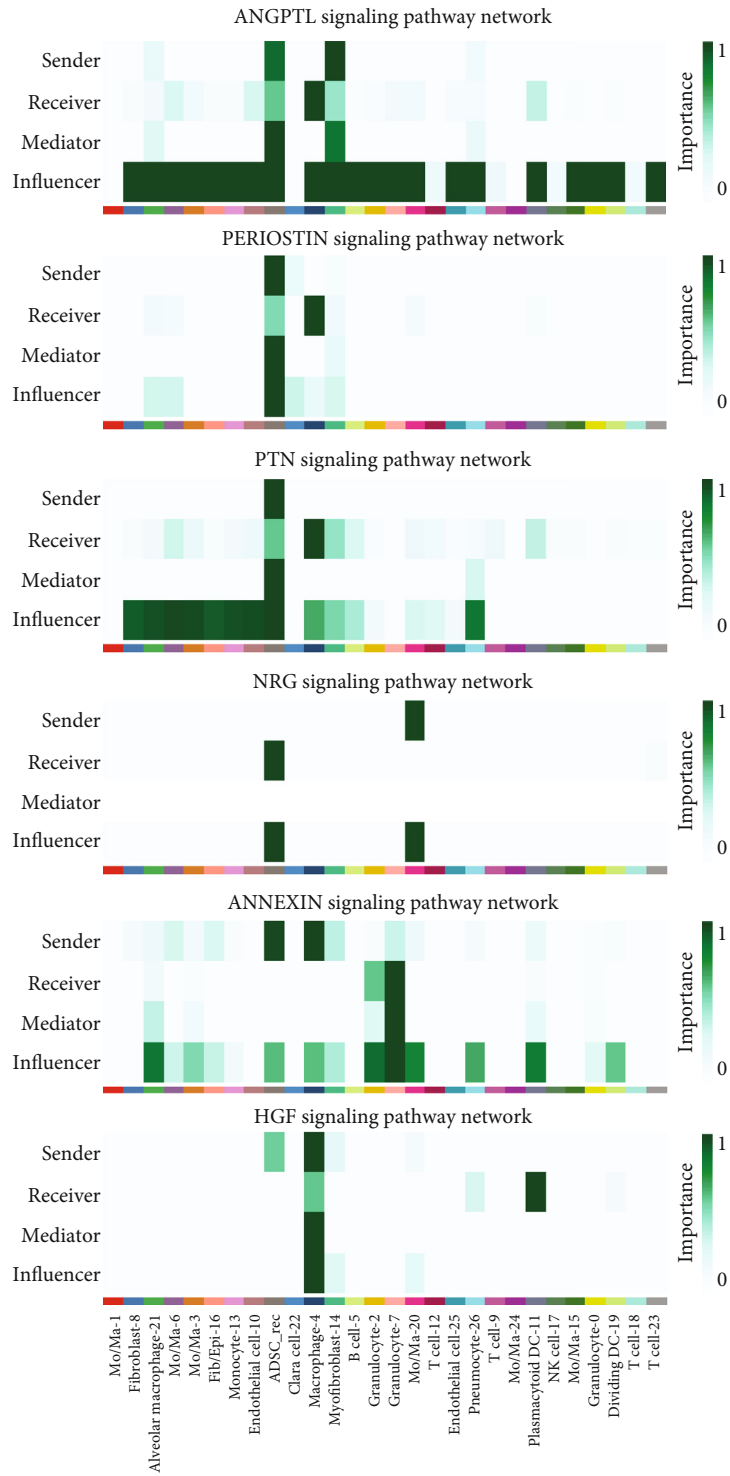 ANGPTL signaling pathway network
Sender
Receiver
Mediator
Influencer
Importance
1
0
PERIOSTIN signaling pathway network
Sender
Receiver
Mediator
Influencer
Importance
1
0
PTN signaling pathway network
Sender
Receiver
Mediator
Influencer
Importance
1
0
NRG signaling pathway network
Sender
Receiver
Mediator
Influencer
Importance
1
0
ANNEXIN signaling pathway network
Sender
Receiver
Mediator
Influencer
Importance
1
0
HGF signaling pathway network
Sender
Receiver
Mediator
Influencer
Importance
1
0
Mo/Ma-1
Fibroblast-8
Alveolar macrophage-21
Mo/Ma-6
Mo/Ma-3
Fib/Epi-16
Monocyte-13
Endothelial cell-10
ADSC_rec
Clara cell-22
Macrophage-4
Myofibroblast-14
B cell-5
Granulocyte-2
Granulocyte-7
Mo/Ma-20
T cell-12
Endothelial cell-25
Pneumocyte-26
T cell-9
Mo/Ma-24
Plasmacytoid DC-11
NK cell-17
Mo/Ma-15
Granulocyte-0
Dividing DC-19
T cell-18
T cell-23